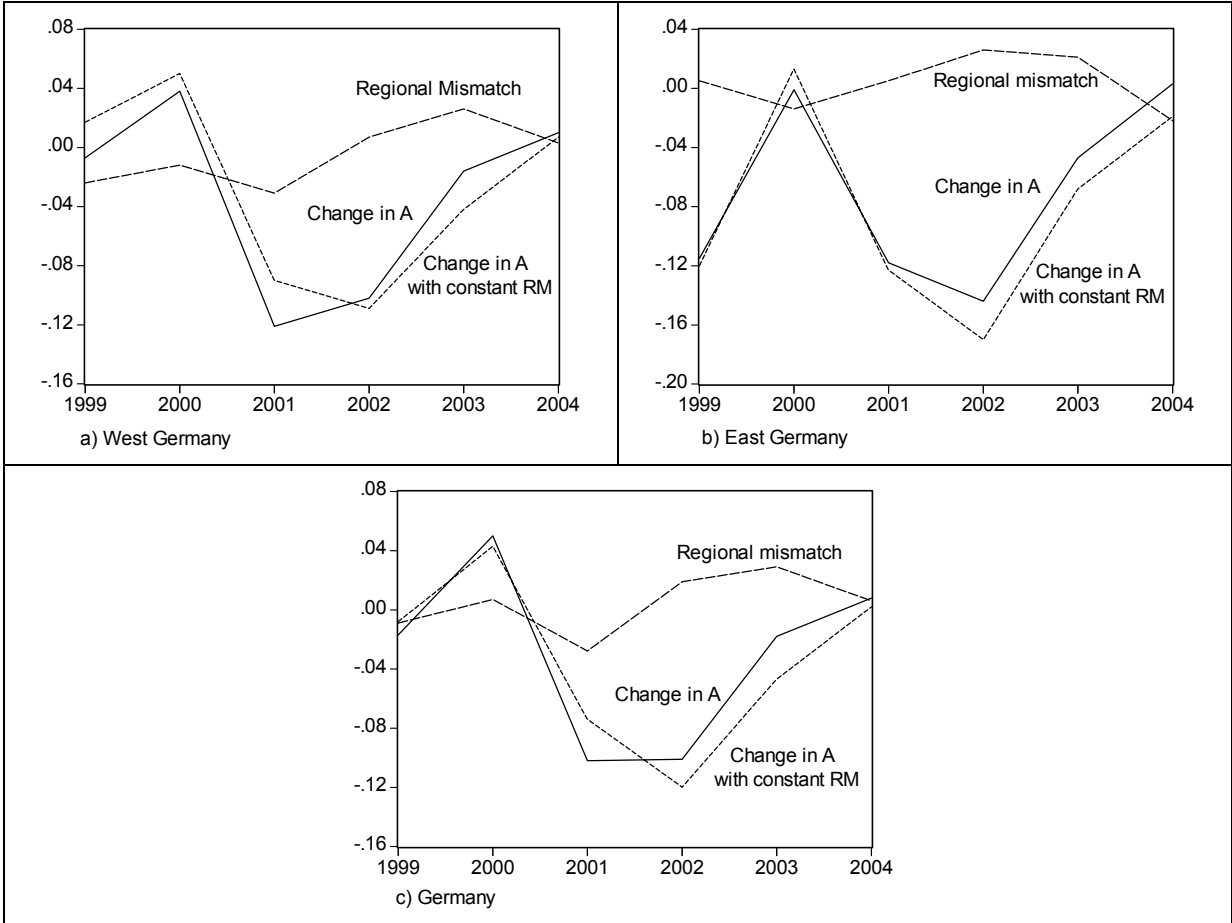 .08
.04
.00
-.04
-.08
-.12
-.16
1999 2000 2001 2002 2003 2004
Regional Mismatch
Change in A
Change in A
with constant RM
a) West Germany
.04
.00
-.04
-.08
-.12
-.16
-.20
1999 2000 2001 2002 2003 2004
Regional mismatch
Change in A
Change in A
with constant RM
b) East Germany
.08
.04
.00
-.04
-.08
-.12
-.16
1999 2000 2001 2002 2003 2004
Regional mismatch
Change in A
Change in A
with constant RM
c) Germany